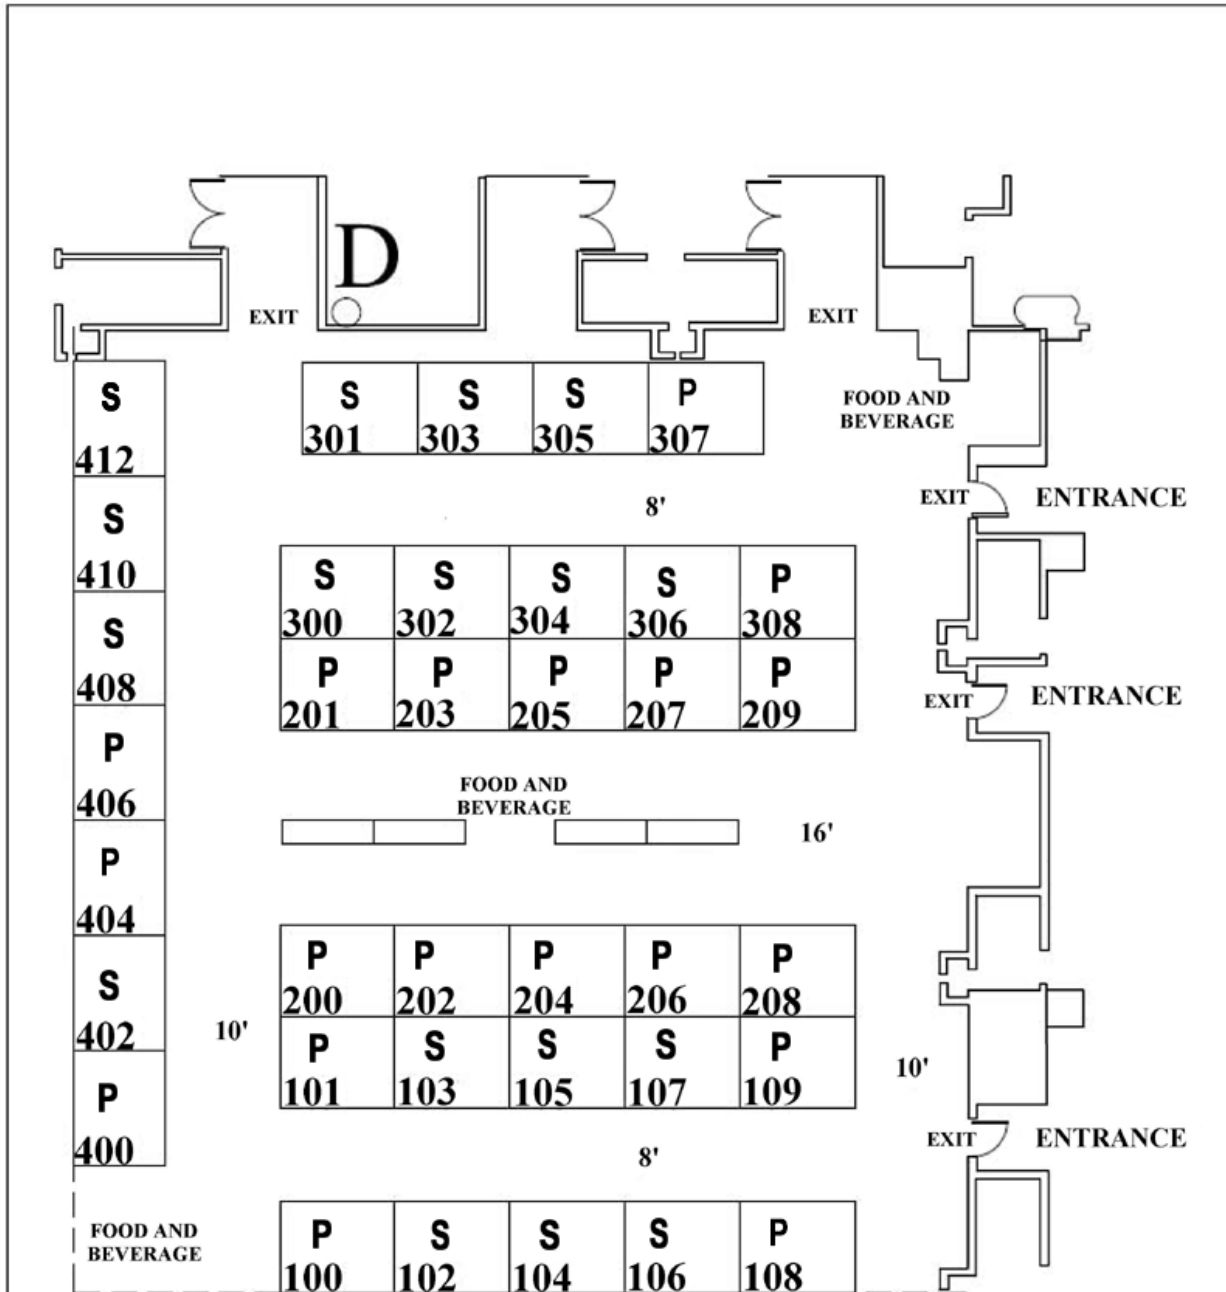 D
EXIT
EXIT
S
412
S
301
S
303
S
305
P
307
FOOD AND
BEVERAGE
S
410
8'
EXIT
ENTRANCE
S
408
S
300
S
302
S
304
S
306
P
308
P
201
P
203
P
205
P
207
P
209
EXIT
ENTRANCE
P
406
FOOD AND
BEVERAGE
16'
P
404
S
402
P
200
P
202
P
204
P
206
P
208
10'
P
101
S
103
S
105
S
107
P
109
10'
P
400
8'
EXIT
ENTRANCE
FOOD AND
BEVERAGE
P
100
S
102
S
104
S
106
P
108